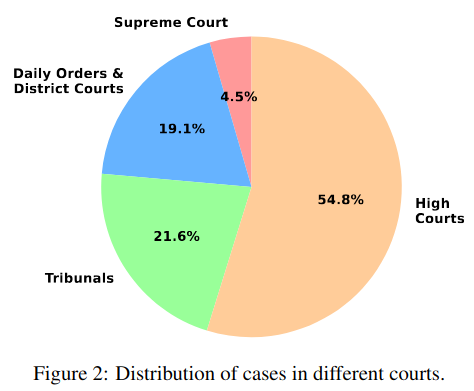 Supreme Court
4.5%
Daily Orders &
District Courts
19.1%
54.8%
High
Courts
21.6%
Tribunals
Figure 2: Distribution of cases in different courts.